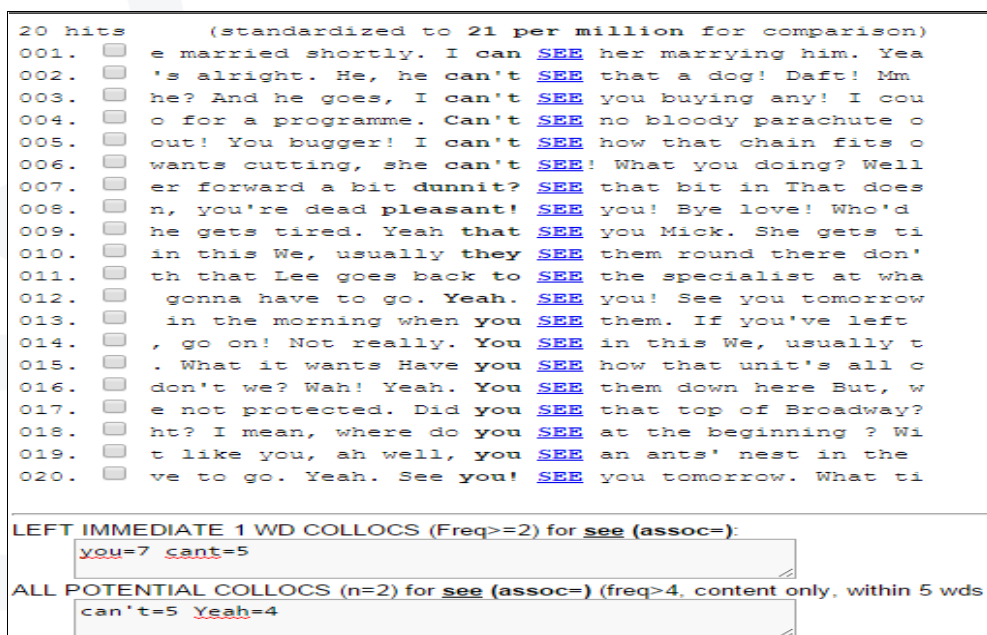 20 hits (standardized to 21 per million for comparison)
001. e married shortly. I can SEE her marrying him. Yea
002. 's alright. He, he can't SEE that a dog! Daft! Mm
003. he? And he goes, I can't SEE you buying any! I cou
004. o for a programme. Can't SEE no bloody parachute o
005. out! You bugger! I can't SEE how that chain fits o
006. wants cutting, she can't SEE! What you doing? Well
007. er forward a bit dunnit? SEE that bit in That does
008. n, you're dead pleasant! SEE you! Bye love! Who'd
009. he gets tired. Yeah that SEE you Mick. She gets ti
010. in this We, usually they SEE them round there don'
011. th that Lee goes back to SEE the specialist at wha
012. gonna have to go. Yeah. SEE you! See you tomorrow
013. in the morning when you SEE them. If you've left
014. , go on! Not really. You SEE in this We, usually t
015. . What it wants Have you SEE how that unit's all c
016. don't we? Wah! Yeah. You SEE them down here But, w
017. e not protected. Did you SEE that top of Broadway?
018. ht? I mean, where do you SEE at the beginning ? Wi
019. t like you, ah well, you SEE an ants' nest in the
020. ve to go. Yeah. See you! SEE you tomorrow. What ti
LEFT IMMEDIATE 1 WD COLLOCS (Freq>=2) for see (assoc=):
you=7 cant=5
ALL POTENTIAL COLLOCS (n=2) for see (assoc=) (freq>4, content only, within 5 wds
can't=5 Yeah=4